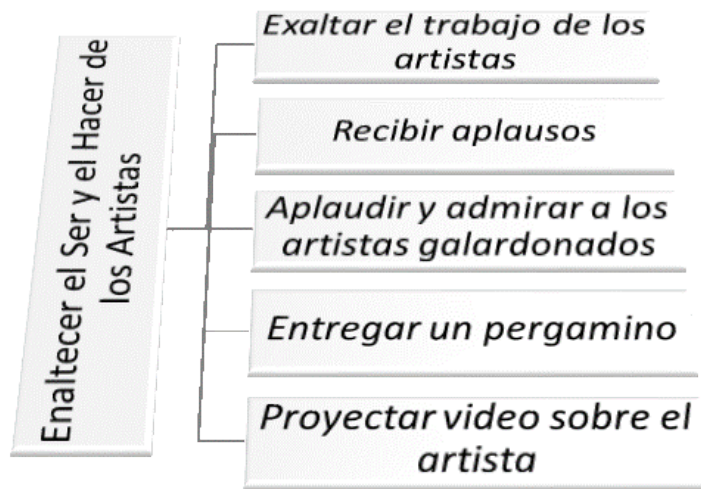 Enaltecer el Ser y el Hacer de
los Artistas
Exaltar el trabajo de los
artistas
Recibir aplausos
Aplaudir y admirar a los
artistas galardonados
Entregar un pergamino
Proyectar video sobre el
artista